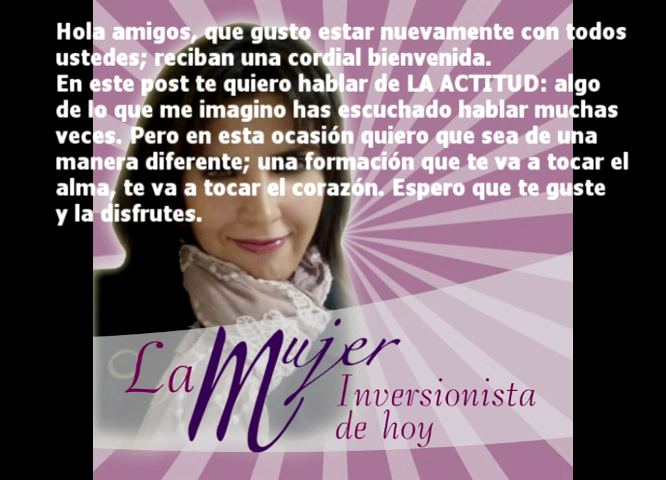 Hola amigos, que gusto estar nuevamente con todos
ustedes; reciban una cordial bienvenida.
En este post te quiero hablar de LA ACTITUD: algo
de lo que me imagino has escuchado hablar muchas
veces. Pero en esta ocasión quiero que sea de una
manera diferente; una formación que te va a tocar el
alma, te va a tocar el corazón. Espero que te guste
y la disfrutes.
La Mujer
Inversionista
de hoy